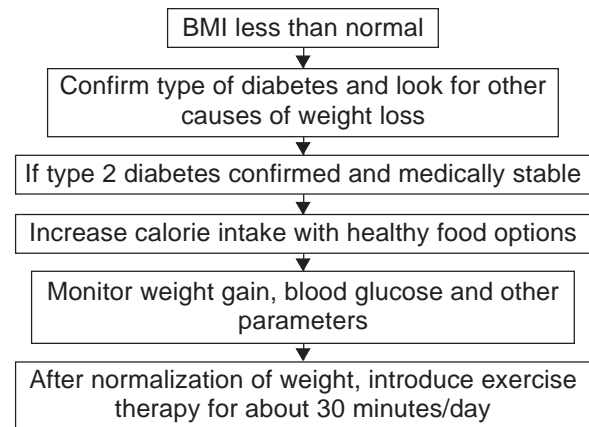 BMI less than normal
Confirm type of diabetes and look for other
causes of weight loss
If type 2 diabetes confirmed and medically stable
Increase calorie intake with healthy food options
Monitor weight gain, blood glucose and other
parameters
After normalization of weight, introduce exercise
therapy for about 30 minutes/day